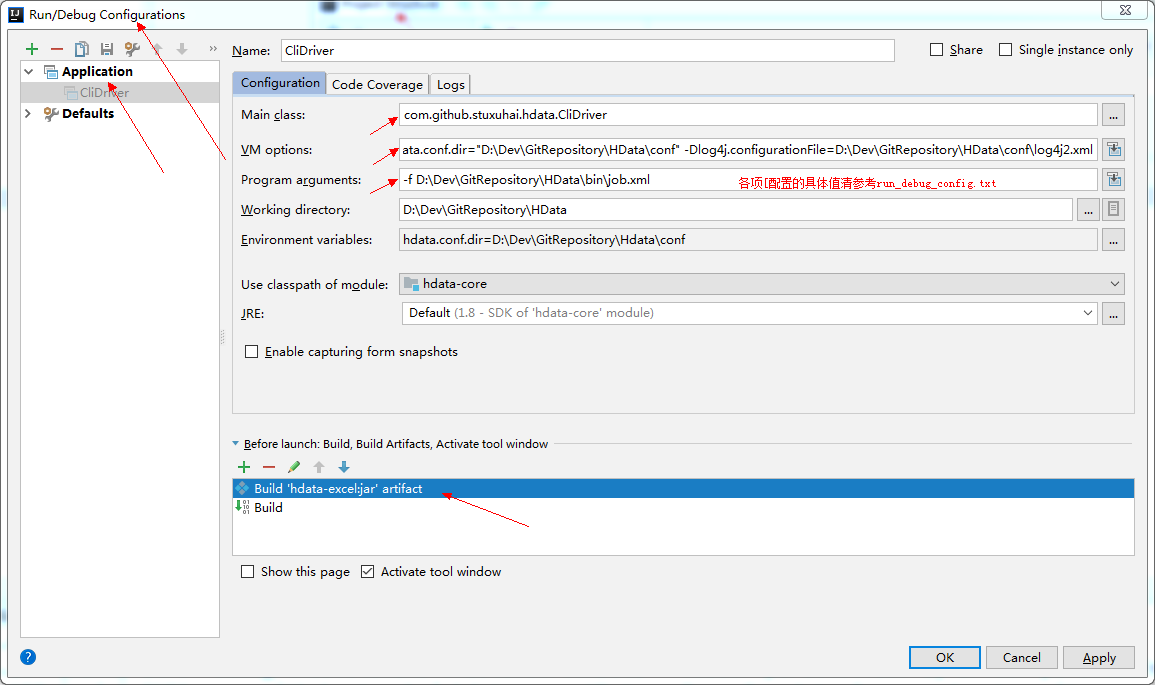 Run/Debug Configurations
Name: CliDriver
Share
Single instance only
Application
CliDriver
Defaults
Configuration
Code Coverage
Logs
Main class: com.github.stuxuhai.hdata.CliDriver
VM options: ata.conf.dir="D:\Dev\GitRepository\HData\conf" -Dlog4j.configurationFile=D:\Dev\GitRepository\HData\conf\log4j2.xml
Program arguments: -f D:\Dev\GitRepository\HData\bin\job.xml
各项[配置的具体值清参考run_debug_config.txt
Working directory: D:\Dev\GitRepository\HData
Environment variables: hdata.conf.dir=D:\Dev\GitRepository\Hdata\conf
Use classpath of module: hdata-core
JRE: Default (1.8 - SDK of 'hdata-core' module)
Enable capturing form snapshots
Before launch: Build, Build Artifacts, Activate tool window
Build 'hdata-excel:jar' artifact
Build
Show this page
Activate tool window
OK
Cancel
Apply